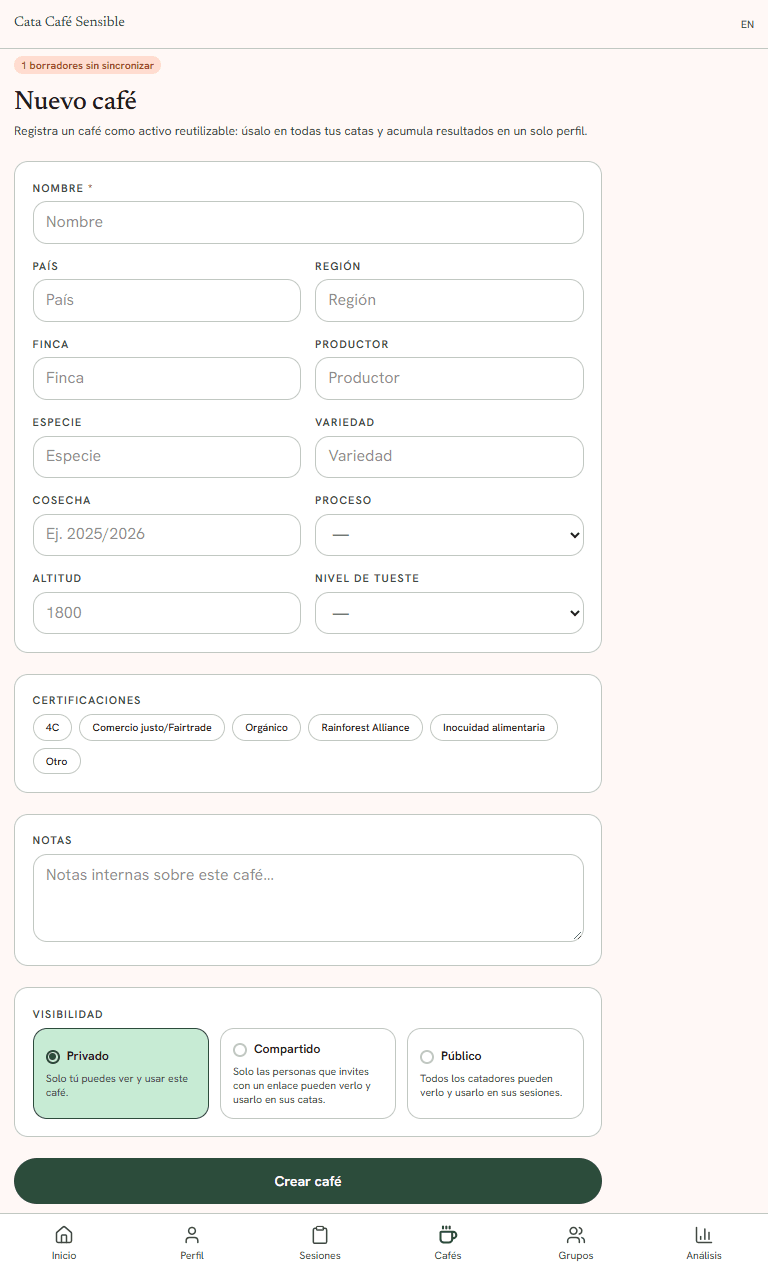 Cata Café Sensible
EN
1 borradores sin sincronizar
Nuevo café
Registra un café como activo reutilizable: úsalo en todas tus catas y acumula resultados en un solo perfil.
NOMBRE *
Nombre
PAÍS
REGIÓN
País
Región
FINCA
PRODUCTOR
Finca
Productor
ESPECIE
VARIEDAD
Especie
Variedad
COSECHA
PROCESO
Ej. 2025/2026
—
ALTITUD
NIVEL DE TUESTE
1800
—
CERTIFICACIONES
4C
Comercio justo/Fairtrade
Orgánico
Rainforest Alliance
Inocuidad alimentaria
Otro
NOTAS
Notas internas sobre este café...
VISIBILIDAD
Privado
Solo tú puedes ver y usar este
café.
Compartido
Solo las personas que invites
con un enlace pueden verlo y
usarlo en sus catas.
Público
Todos los catadores pueden
verlo y usarlo en sus sesiones.
Crear café
Inicio
Perfil
Sesiones
Cafés
Grupos
Análisis